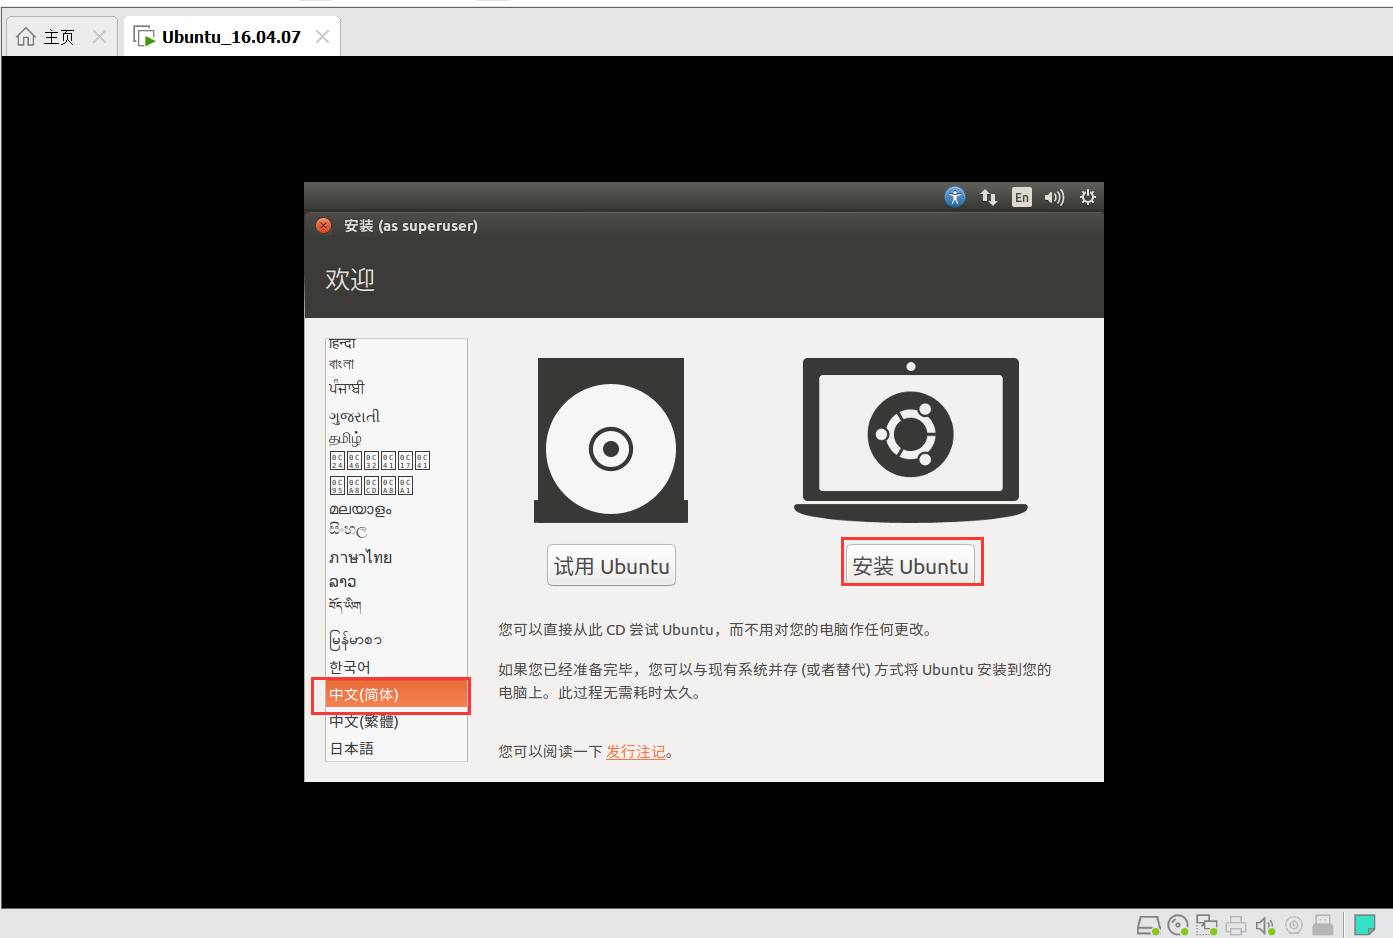 主页
Ubuntu_16.04.07
En
安装 (as superuser)
欢迎
हिन्दी
বাংলা
ਪੰਜਾਬੀ
ગુજરાતી
தமிழ்
മലയാളം
සිංහල
ภาษาไทย
ລາວ
བོད་ཡིག
မြန်မာစာ
한국어
中文(简体)
中文(繁體)
日本語
试用 Ubuntu
安装 Ubuntu
您可以直接从此 CD 尝试 Ubuntu，而不用对您的电脑作任何更改。
如果您已经准备完毕，您可以与现有系统并存 (或者替代) 方式将 Ubuntu 安装到您的
电脑上。此过程无需耗时太久。
您可以阅读一下 发行注记。